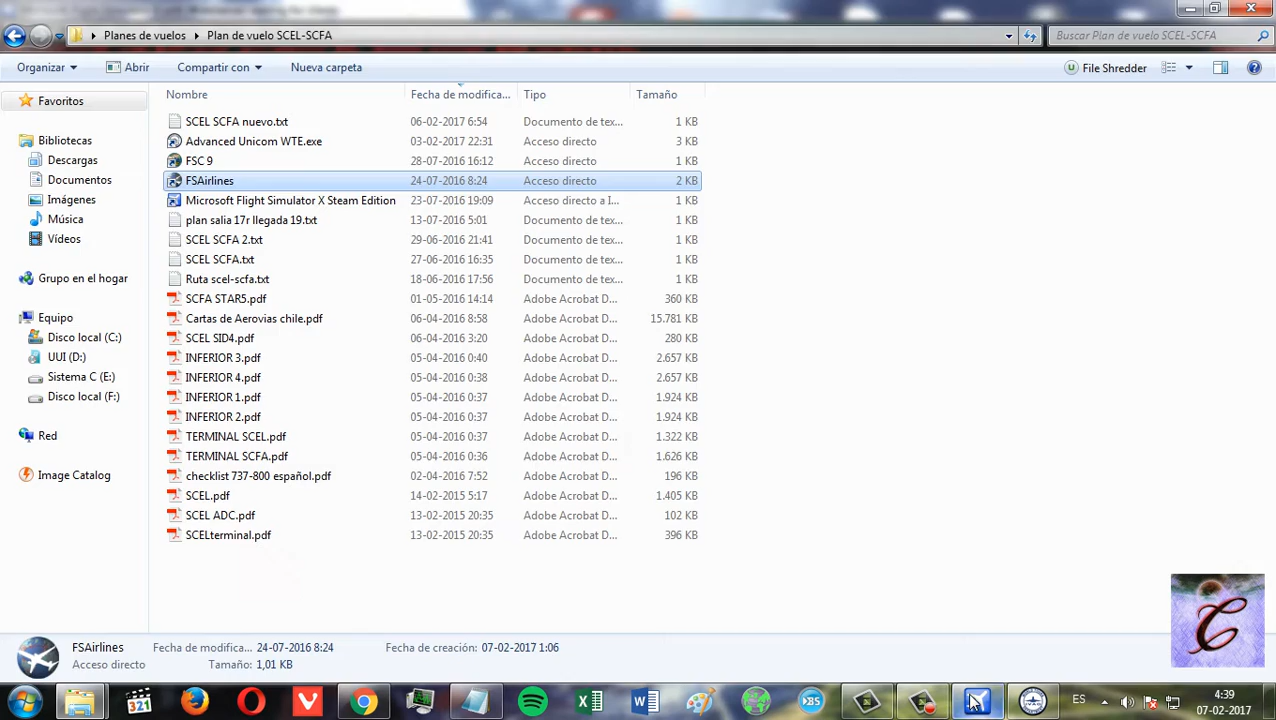 Planes de vuelos Plan de vuelo SCEL-SCFA Buscar Plan de vuelo SCEL-SCFA
Organizar Abrir Compartir con Nueva carpeta File Shredder
Nombre Fecha de modifica... Tipo Tamaño
SCEL SCFA nuevo.txt 06-02-2017 6:54 Documento de tex... 1 KB
Advanced Unicom WTE.exe 03-02-2017 22:31 Acceso directo 3 KB
FSC 9 28-07-2016 16:12 Acceso directo 1 KB
FSAirlines 24-07-2016 8:24 Acceso directo 2 KB
Microsoft Flight Simulator X Steam Edition 23-07-2016 19:09 Acceso directo a I... 1 KB
plan salia 17r llegada 19.txt 13-07-2016 5:01 Documento de tex... 1 KB
SCEL SCFA 2.txt 29-06-2016 21:41 Documento de tex... 1 KB
SCEL SCFA.txt 27-06-2016 16:35 Documento de tex... 1 KB
Ruta scel-scfa.txt 18-06-2016 17:56 Documento de tex... 1 KB
SCFA STAR5.pdf 01-05-2016 14:14 Adobe Acrobat D... 360 KB
Cartas de Aerovias chile.pdf 06-04-2016 8:58 Adobe Acrobat D... 15.781 KB
SCEL SID4.pdf 06-04-2016 3:20 Adobe Acrobat D... 280 KB
INFERIOR 3.pdf 05-04-2016 0:40 Adobe Acrobat D... 2.657 KB
INFERIOR 4.pdf 05-04-2016 0:38 Adobe Acrobat D... 2.657 KB
INFERIOR 1.pdf 05-04-2016 0:37 Adobe Acrobat D... 1.924 KB
INFERIOR 2.pdf 05-04-2016 0:37 Adobe Acrobat D... 1.924 KB
TERMINAL SCEL.pdf 05-04-2016 0:37 Adobe Acrobat D... 1.322 KB
TERMINAL SCFA.pdf 05-04-2016 0:36 Adobe Acrobat D... 1.626 KB
checklist 737-800 español.pdf 02-04-2016 7:52 Adobe Acrobat D... 196 KB
SCEL.pdf 14-02-2015 5:17 Adobe Acrobat D... 1.405 KB
SCEL ADC.pdf 13-02-2015 20:35 Adobe Acrobat D... 102 KB
SCELterminal.pdf 13-02-2015 20:35 Adobe Acrobat D... 396 KB
Favoritos
Bibliotecas
Descargas
Documentos
Imágenes
Música
Vídeos
Grupo en el hogar
Equipo
Disco local (C:)
UUI (D:)
Sistema C (E:)
Disco local (F:)
Red
Image Catalog
FSAirlines Fecha de modifica... 24-07-2016 8:24 Fecha de creación: 07-02-2017 1:06
Acceso directo Tamaño: 1,01 KB
321 ES 4:39
07-02-2017